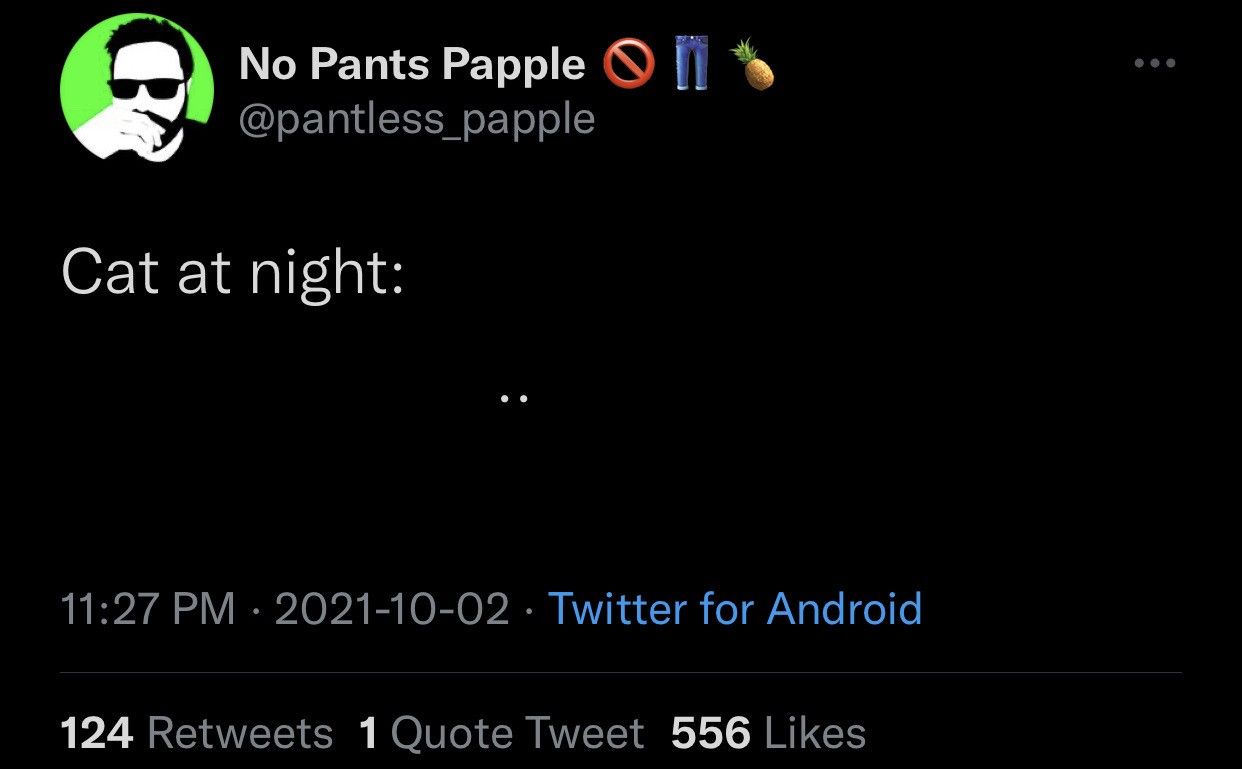 No Pants Papple 🚫 👖 🍍
@pantless_papple
Cat at night:
..
11:27 PM · 2021-10-02 · Twitter for Android
124 Retweets 1 Quote Tweet 556 Likes